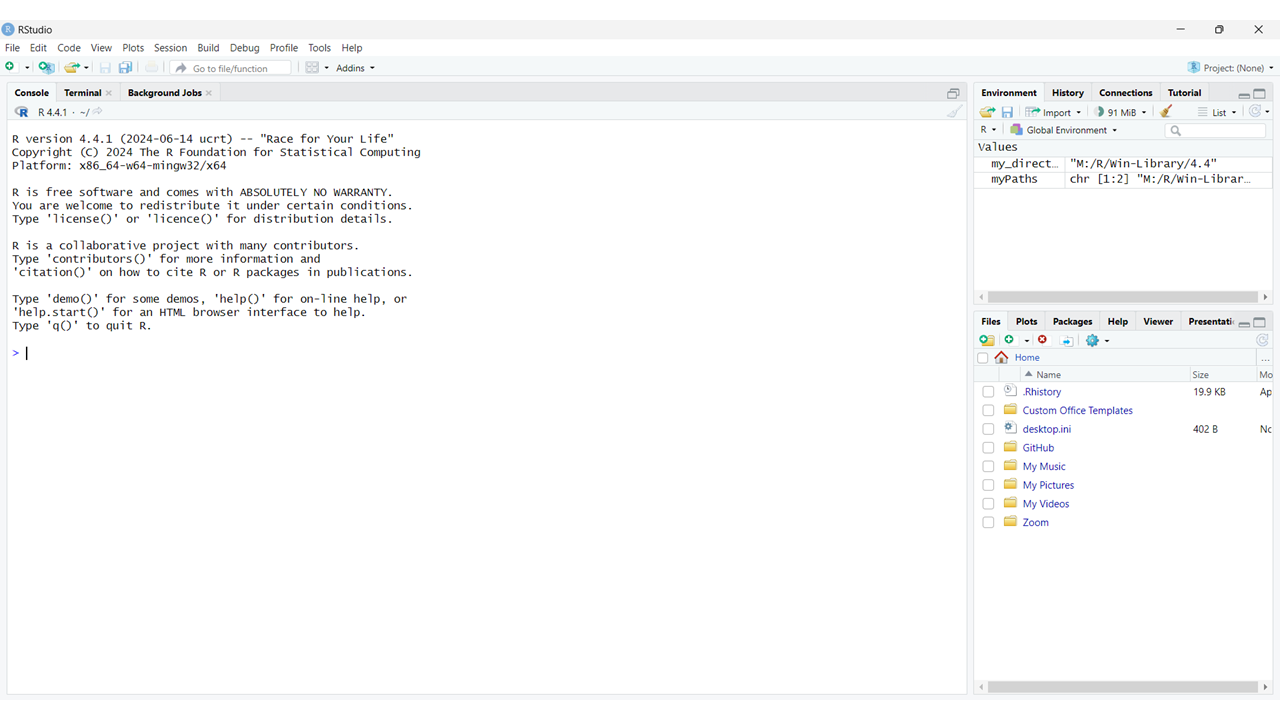 RStudio
File Edit Code View Plots Session Build Debug Profile Tools Help
Go to file/function Addins Project: (None)
Console Terminal Background Jobs
R 4.4.1 · ~/
R version 4.4.1 (2024-06-14 ucrt) -- "Race for Your Life"
Copyright (C) 2024 The R Foundation for Statistical Computing
Platform: x86_64-w64-mingw32/x64
R is free software and comes with ABSOLUTELY NO WARRANTY.
You are welcome to redistribute it under certain conditions.
Type 'license()' or 'licence()' for distribution details.
R is a collaborative project with many contributors.
Type 'contributors()' for more information and
'citation()' on how to cite R or R packages in publications.
Type 'demo()' for some demos, 'help()' for on-line help, or
'help.start()' for an HTML browser interface to help.
Type 'q()' to quit R.
>
Environment History Connections Tutorial
Import 91 MiB List
R Global Environment
Values
my_direct… "M:/R/Win-Library/4.4"
myPaths chr [1:2] "M:/R/Win-Librar…
Files Plots Packages Help Viewer Presentati
Home ...
Name Size Mo
.Rhistory 19.9 KB Ap
Custom Office Templates
desktop.ini 402 B No
GitHub
My Music
My Pictures
My Videos
Zoom